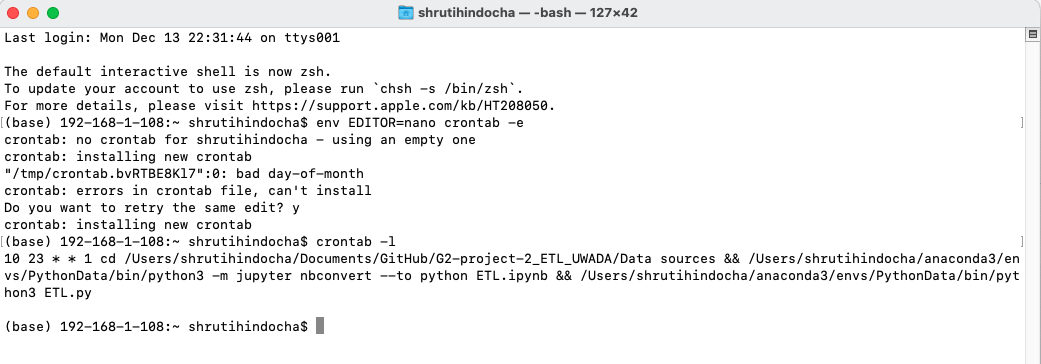 shrutihindocha — -bash — 127×42
Last login: Mon Dec 13 22:31:44 on ttys001
The default interactive shell is now zsh.
To update your account to use zsh, please run `chsh -s /bin/zsh`.
For more details, please visit https://support.apple.com/kb/HT208050.
[(base) 192-168-1-108:~ shrutihindocha$ env EDITOR=nano crontab -e ]
crontab: no crontab for shrutihindocha - using an empty one
crontab: installing new crontab
"/tmp/crontab.bvRTBE8Kl7":0: bad day-of-month
crontab: errors in crontab file, can't install
Do you want to retry the same edit? y
crontab: installing new crontab
[(base) 192-168-1-108:~ shrutihindocha$ crontab -l ]
10 23 * * 1 cd /Users/shrutihindocha/Documents/GitHub/G2-project-2_ETL_UWADA/Data sources && /Users/shrutihindocha/anaconda3/en
vs/PythonData/bin/python3 -m jupyter nbconvert --to python ETL.ipynb && /Users/shrutihindocha/anaconda3/envs/PythonData/bin/pyt
hon3 ETL.py
(base) 192-168-1-108:~ shrutihindocha$